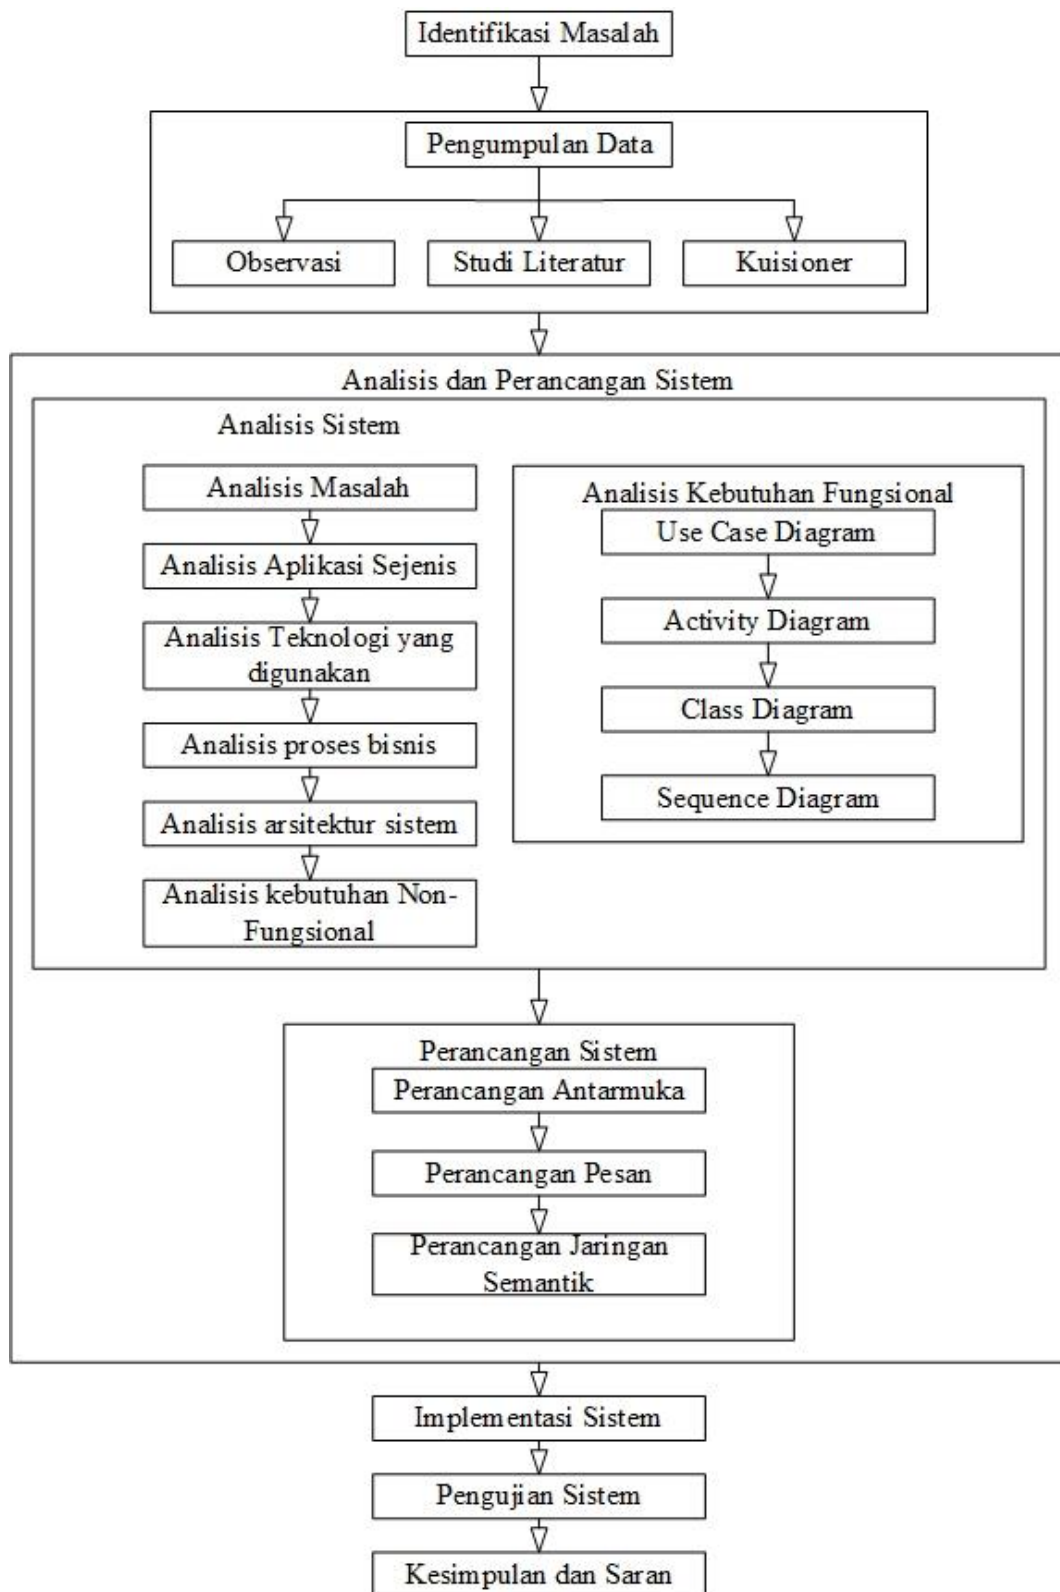 Identifikasi Masalah
Pengumpulan Data
Observasi
Studi Literatur
Kuisioner
Analisis dan Perancangan Sistem
Analisis Sistem
Analisis Masalah
Analisis Aplikasi Sejenis
Analisis Teknologi yang
digunakan
Analisis proses bisnis
Analisis arsitektur sistem
Analisis kebutuhan Non-
Fungsional
Analisis Kebutuhan Fungsional
Use Case Diagram
Activity Diagram
Class Diagram
Sequence Diagram
Perancangan Sistem
Perancangan Antarmuka
Perancangan Pesan
Perancangan Jaringan
Semantik
Implementasi Sistem
Pengujian Sistem
Kesimpulan dan Saran